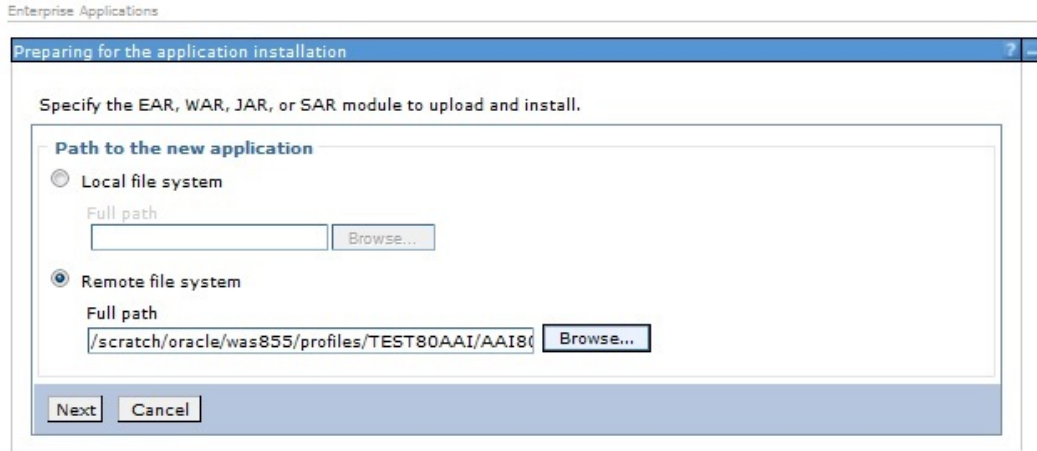 Enterprise Applications
Preparing for the application installation ? –
Specify the EAR, WAR, JAR, or SAR module to upload and install.
Path to the new application
Local file system
Full path
Browse...
Remote file system
Full path
/scratch/oracle/was855/profiles/TEST80AAI/AAI80 Browse...
Next Cancel